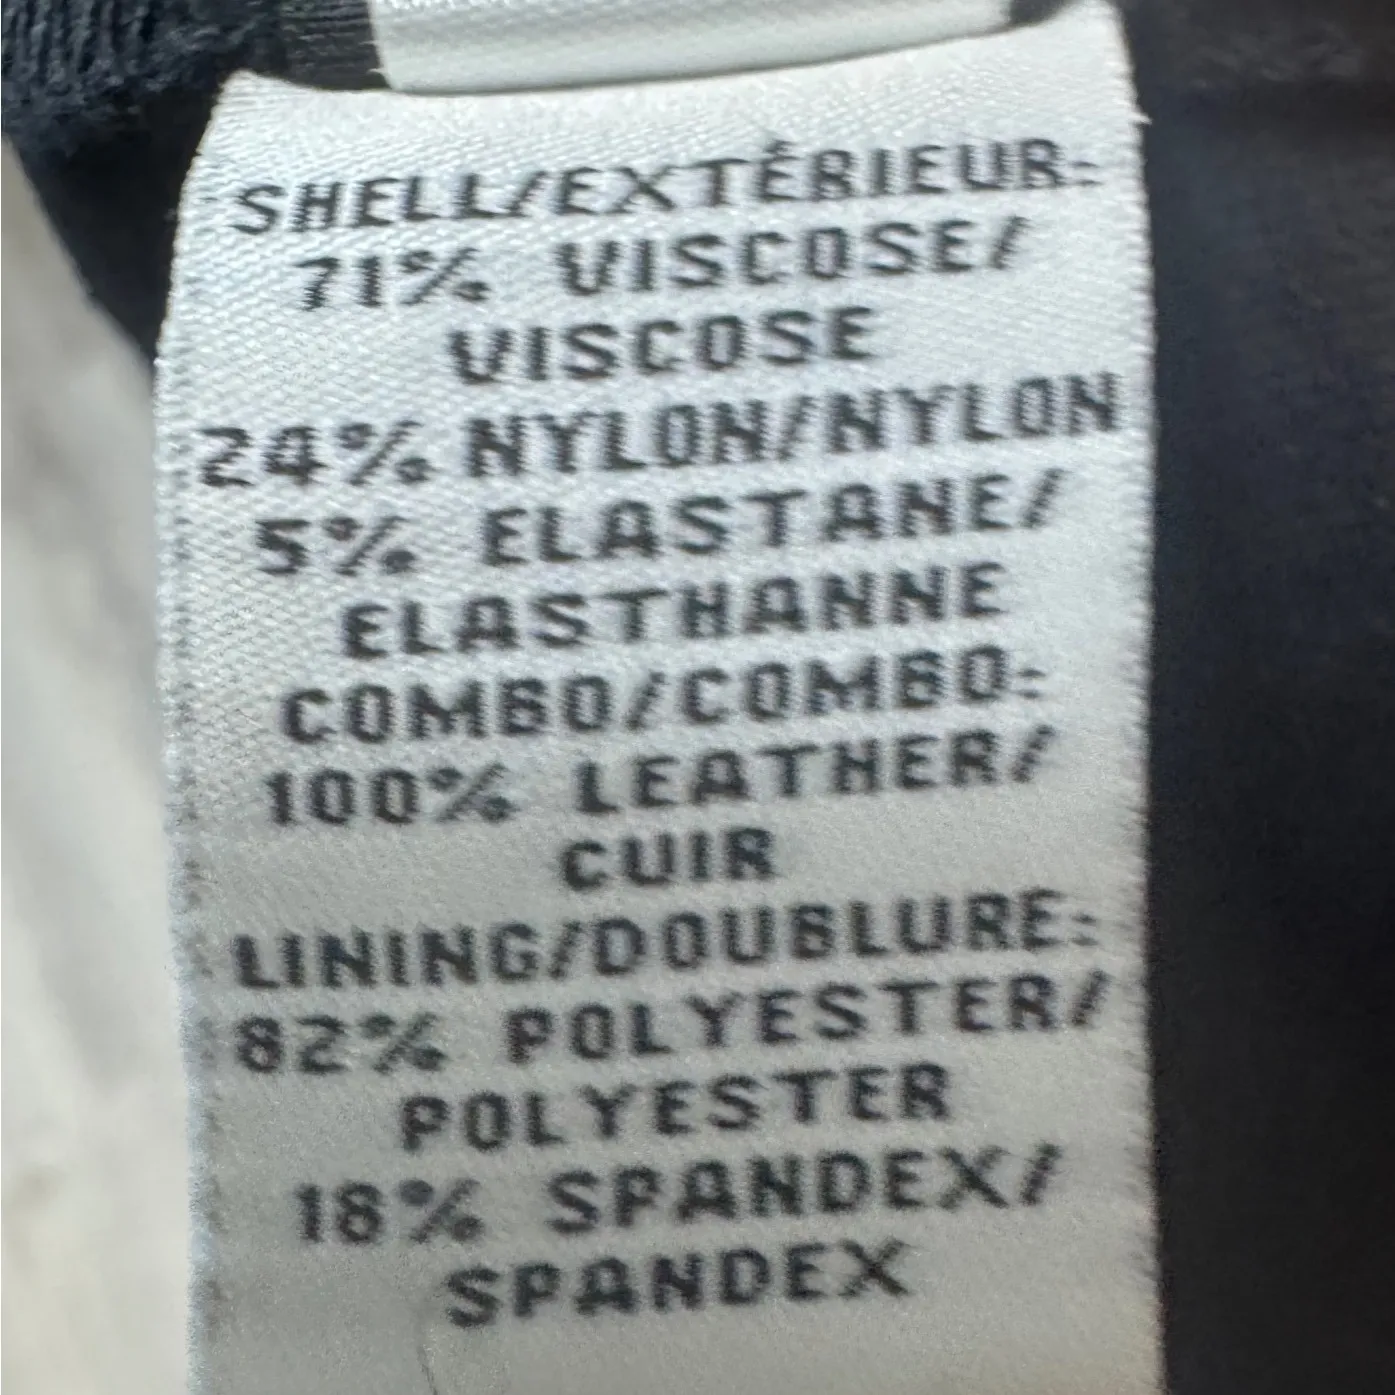 SHELL/EXTÉRIEUR:
71% VISCOSE/
VISCOSE
24% NYLON/NYLON
5% ELASTANE/
ELASTHANNE
COMBO/COMBO:
100% LEATHER/
CUIR
LINING/DOUBLURE:
82% POLYESTER/
POLYESTER
18% SPANDEX/
SPANDEX